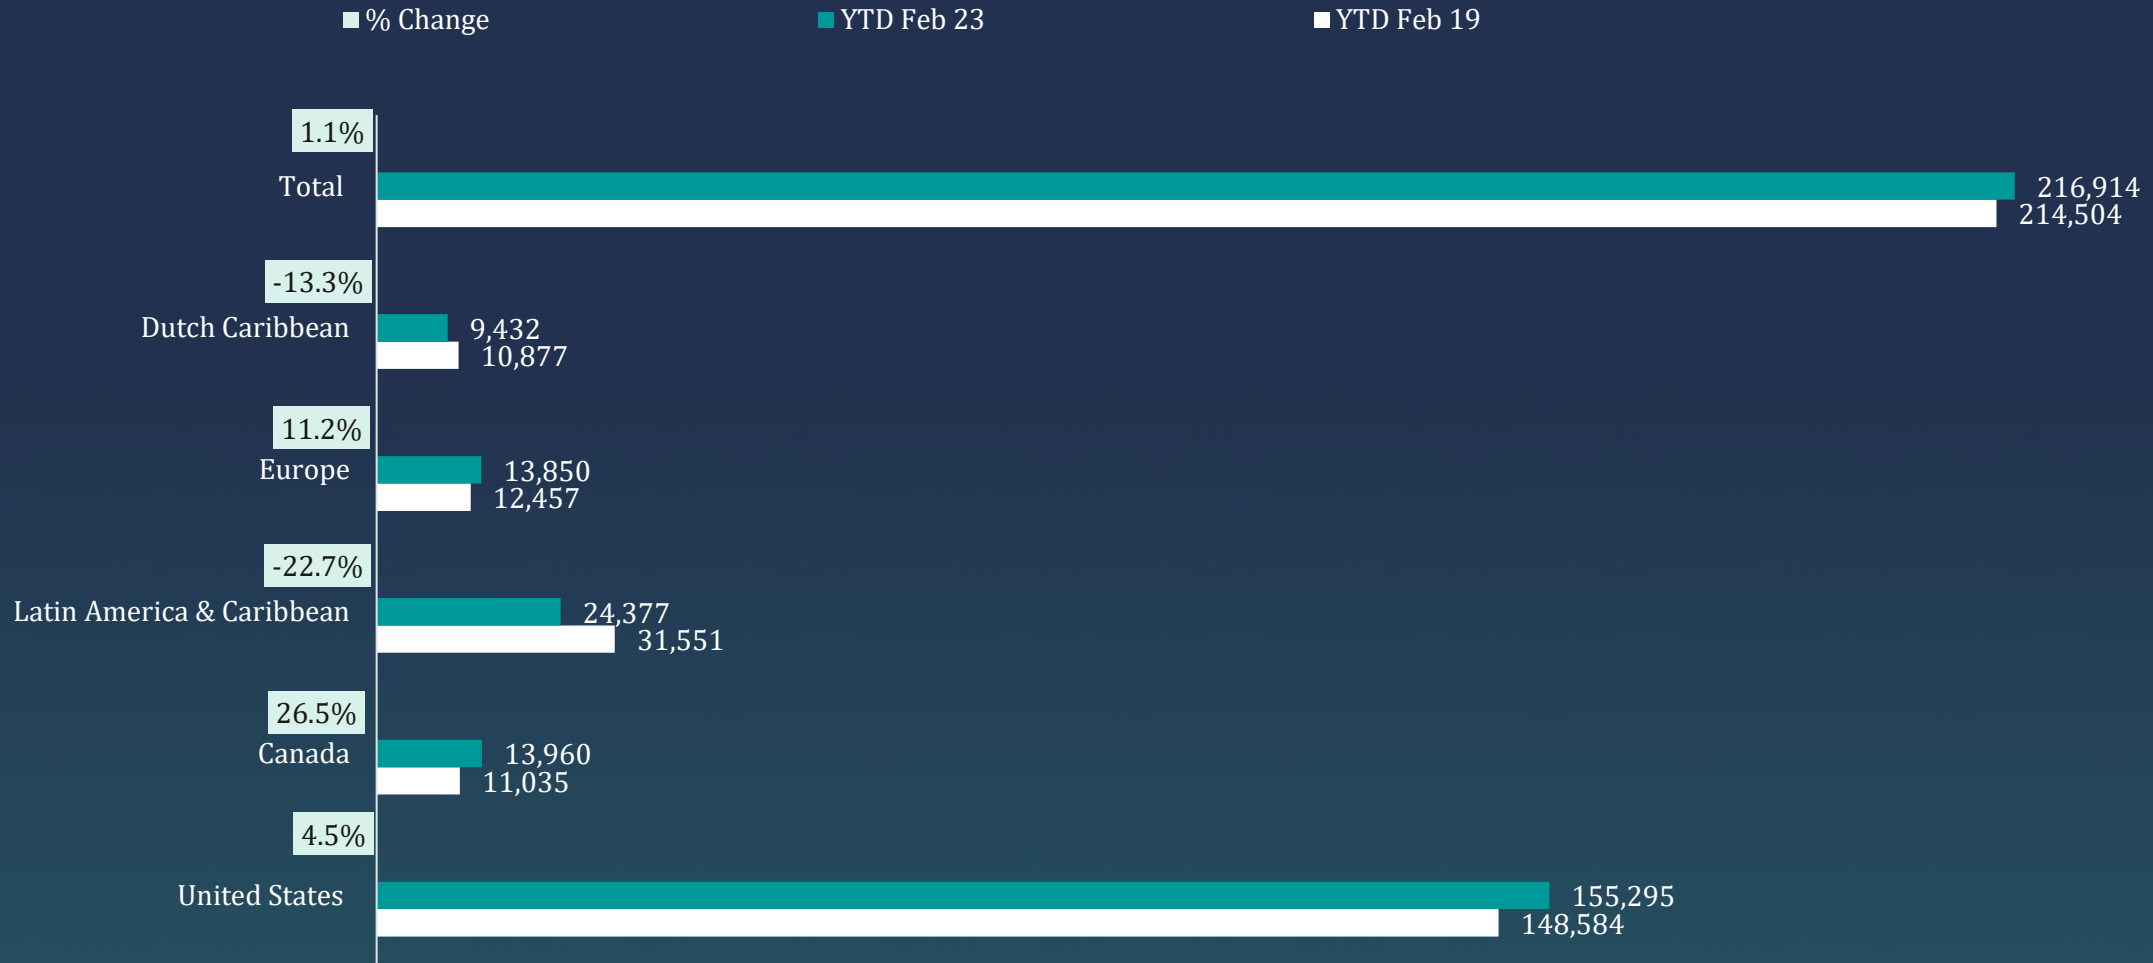 % Change
YTD Feb 23
YTD Feb 19
1.1%
Total
216,914
214,504
-13.3%
Dutch Caribbean
9,432
10,877
11.2%
Europe
13,850
12,457
-22.7%
Latin America & Caribbean
24,377
31,551
26.5%
Canada
13,960
11,035
4.5%
United States
155,295
148,584